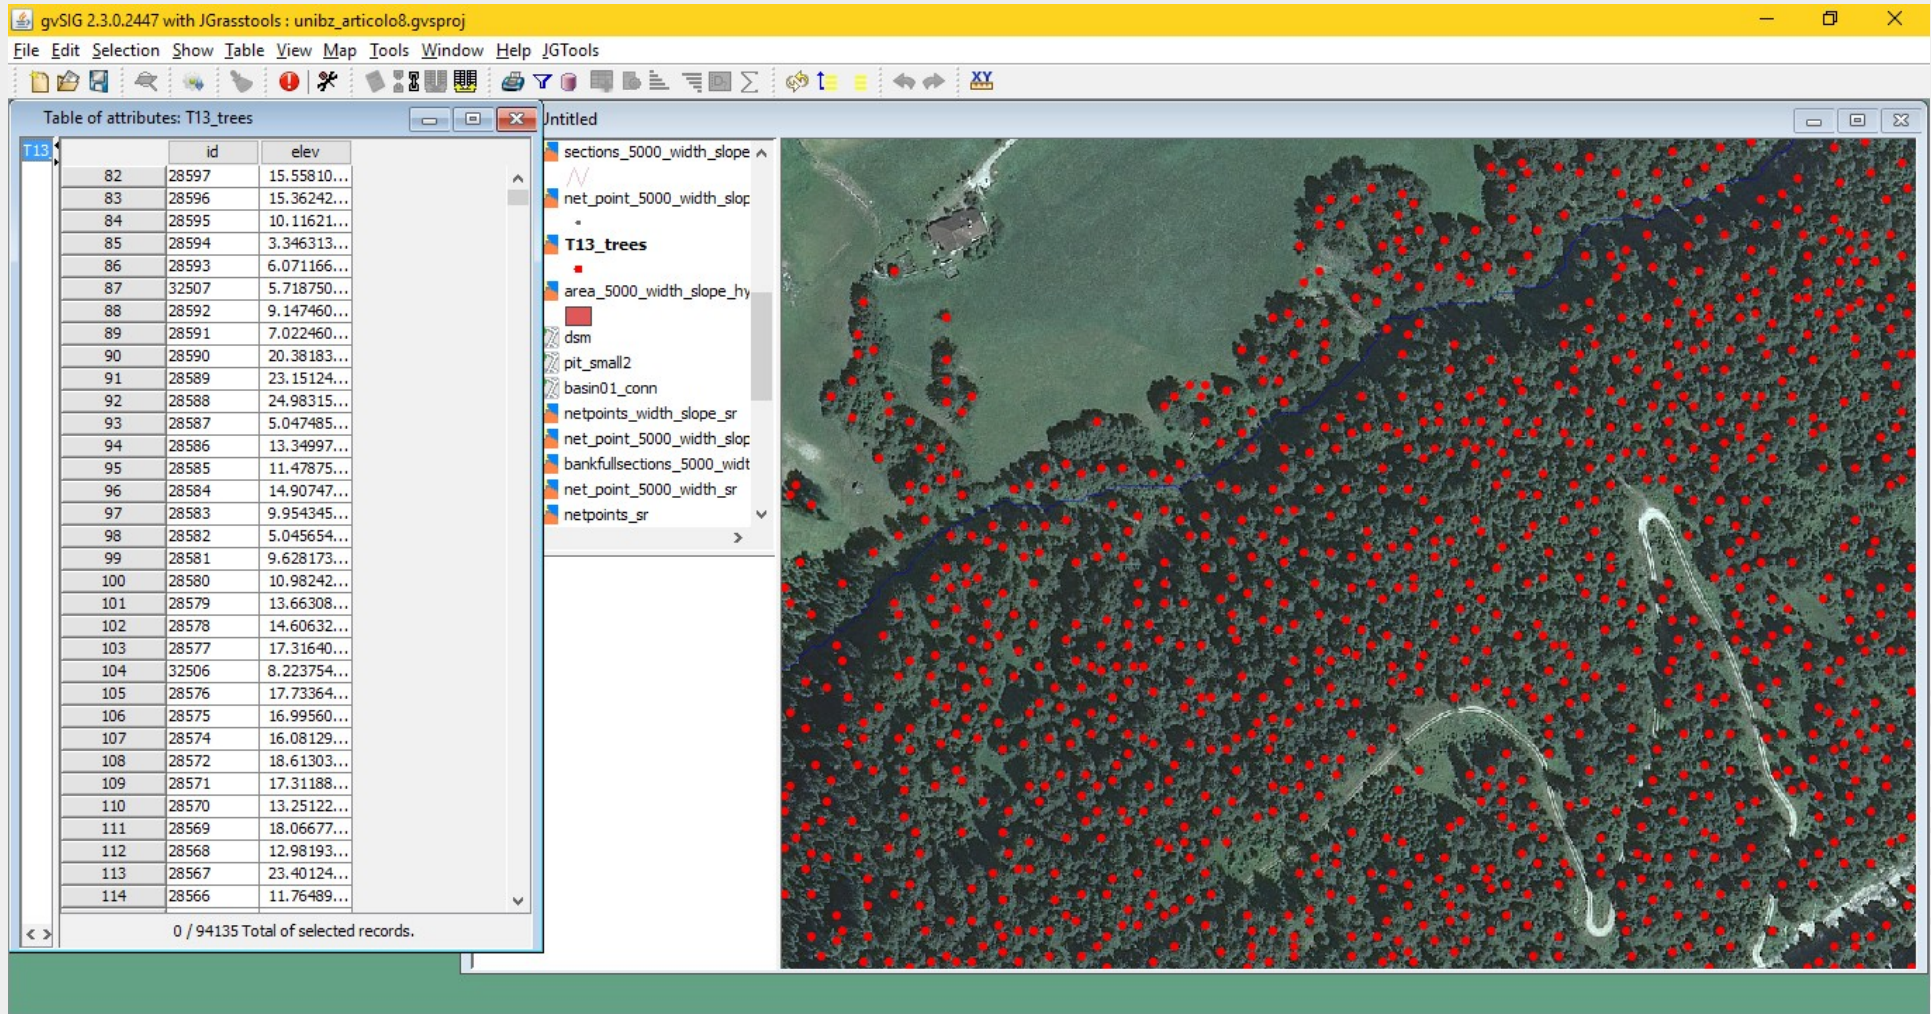 gvSIG 2.3.0.2447 with JGrasstools : unibz_articolo8.gvsproj
File Edit Selection Show Table View Map Tools Window Help JGTools
XY
Table of attributes: T13_trees
T13_
id elev
82 28597 15.55810...
83 28596 15.36242...
84 28595 10.11621...
85 28594 3.346313...
86 28593 6.071166...
87 32507 5.718750...
88 28592 9.147460...
89 28591 7.022460...
90 28590 20.38183...
91 28589 23.15124...
92 28588 24.98315...
93 28587 5.047485...
94 28586 13.34997...
95 28585 11.47875...
96 28584 14.90747...
97 28583 9.954345...
98 28582 5.045654...
99 28581 9.628173...
100 28580 10.98242...
101 28579 13.66308...
102 28578 14.60632...
103 28577 17.31640...
104 32506 8.223754...
105 28576 17.73364...
106 28575 16.99560...
107 28574 16.08129...
108 28572 18.61303...
109 28571 17.31188...
110 28570 13.25122...
111 28569 18.06677...
112 28568 12.98193...
113 28567 23.40124...
114 28566 11.76489...
0 / 94135 Total of selected records.
Untitled
sections_5000_width_slope
net_point_5000_width_slop
T13_trees
area_5000_width_slope_hy
dsm
pit_small2
basin01_conn
netpoints_width_slope_sr
net_point_5000_width_slop
bankfullsections_5000_widt
net_point_5000_width_sr
netpoints_sr